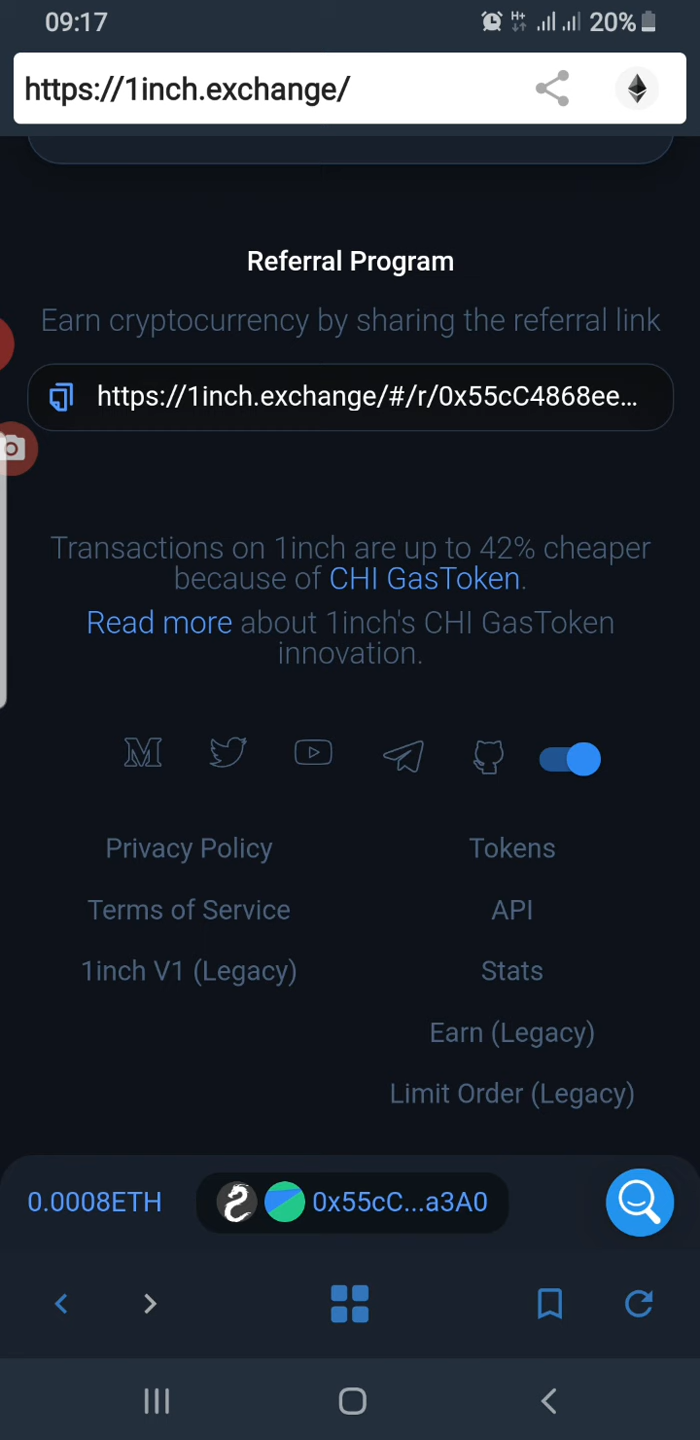 09:17
H+
20%
https://1inch.exchange/
Referral Program
Earn cryptocurrency by sharing the referral link
https://1inch.exchange/#/r/0x55cC4868ee...
Transactions on 1inch are up to 42% cheaper
because of CHI GasToken.
Read more about 1inch's CHI GasToken
innovation.
Privacy Policy
Tokens
Terms of Service
API
1inch V1 (Legacy)
Stats
Earn (Legacy)
Limit Order (Legacy)
0.0008ETH
0x55cC...a3A0